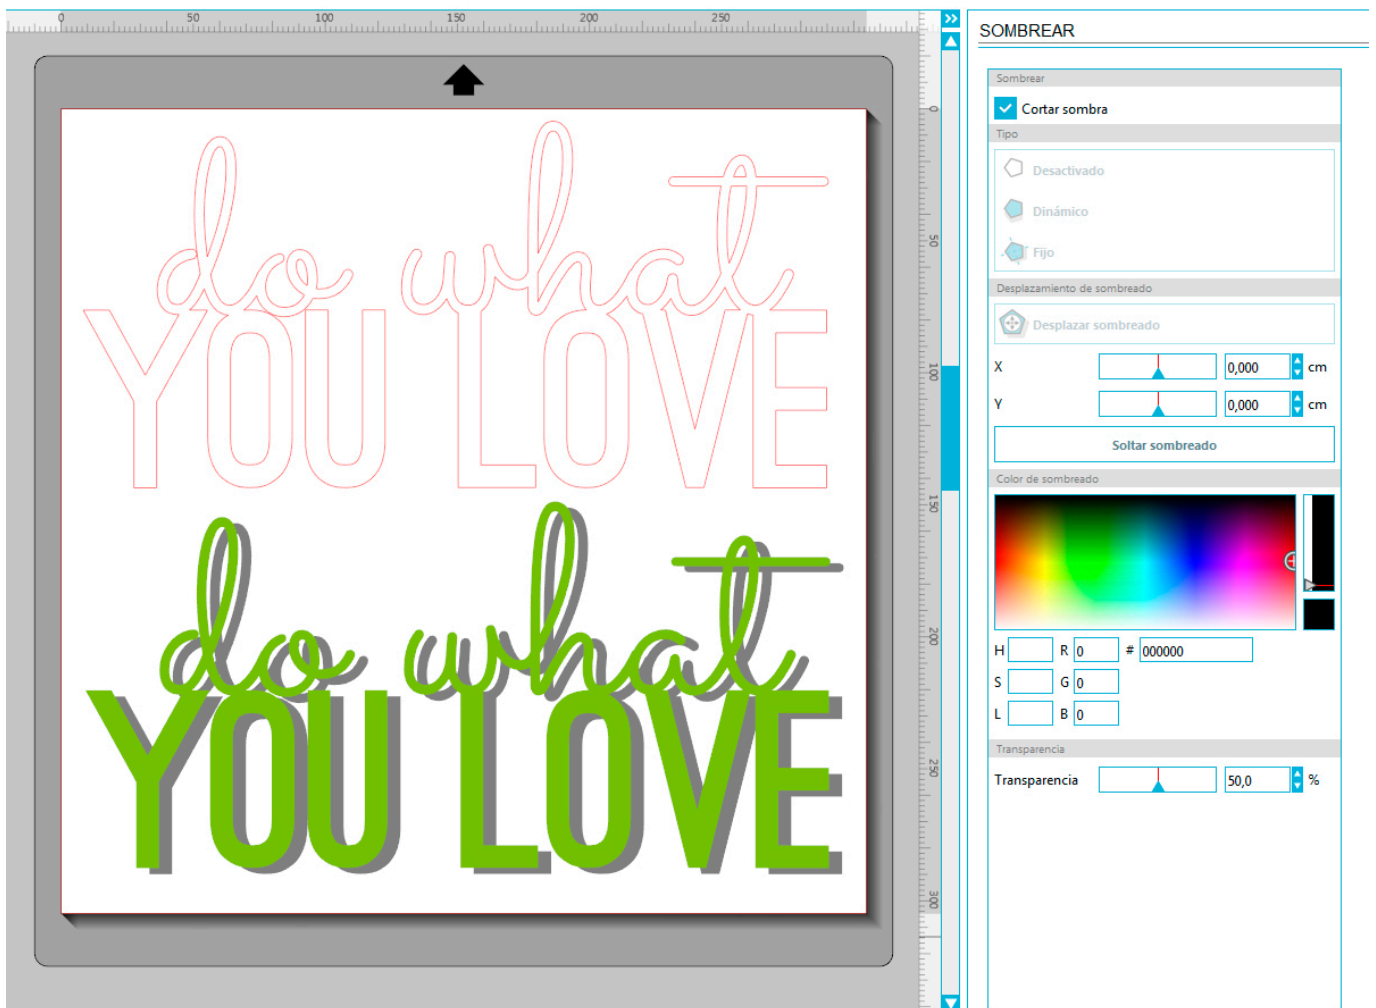 0 50 100 150 200 250
SOMBREAR
Sombrear
Cortar sombra
Tipo
Desactivado
Dinámico
Fijo
Desplazamiento de sombreado
Desplazar sombreado
X 0,000 cm
Y 0,000 cm
Soltar sombreado
Color de sombreado
H R 0 # 000000
S G 0
L B 0
Transparencia
Transparencia 50,0 %
0
50
100
150
200
250
300
do what
YOU LOVE
do what
YOU LOVE